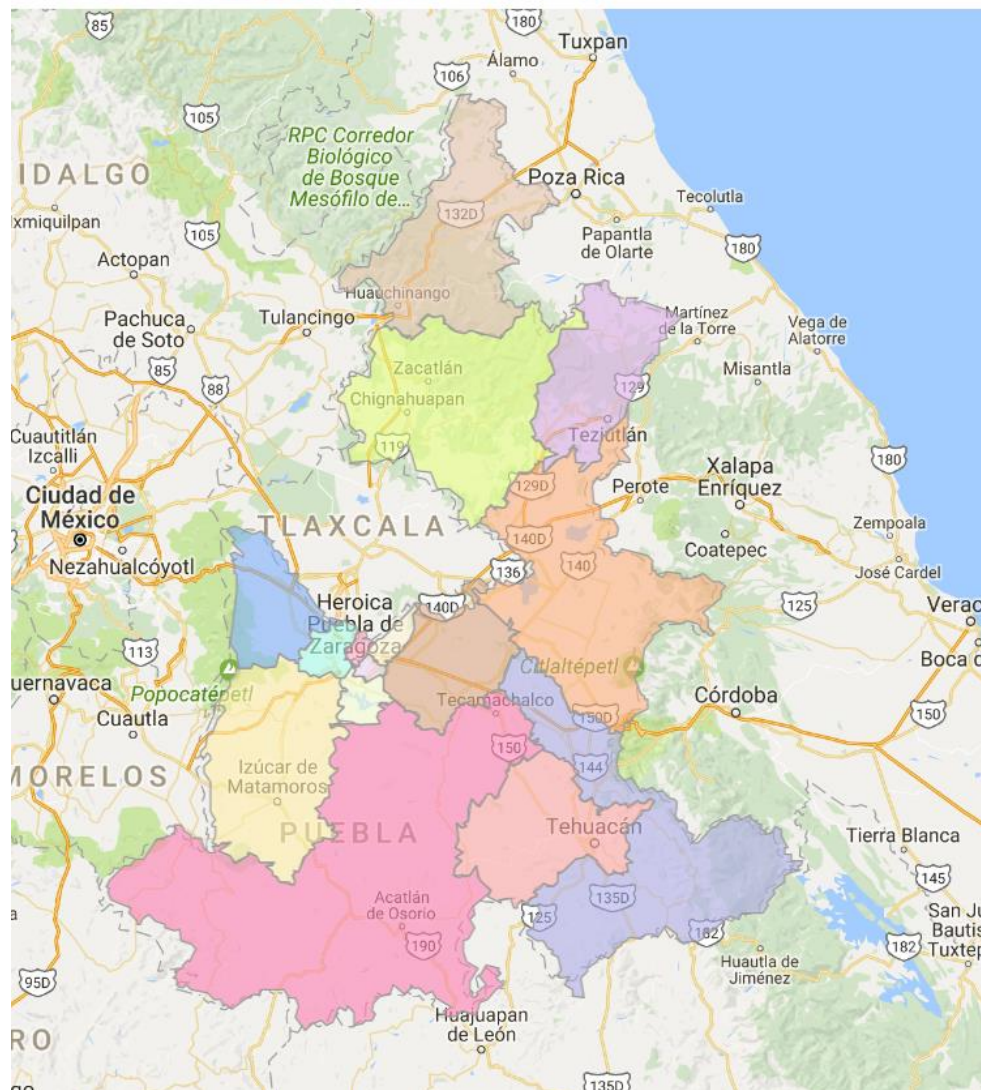 85
180
Tuxpan
Álamo
106
105
RPC Corredor
Biológico
de Bosque
Mesófilo de...
IDALGO
132D
Poza Rica
Tecolutla
xmiquilpan
105
Papantla
de Olarte
180
Actopan
Huauchinango
Pachuca
de Soto
Tulancingo
Martínez
de la Torre
Vega de
Alatorre
85
Zacatlán
Misantla
88
Chignahuapan
129
Teziutlán
Cuautitlán
Izcalli
119
180
Xalapa
Enríquez
Ciudad de
México
129D
Perote
TLAXCALA
Zempoala
140D
Coatepec
Nezahualcóyotl
136
140
José Cardel
Heroica
Puebla de
Zaragoza
140D
125
Verac
113
Boca d
Citlaltépetl
uernavaca
Popocatépetl
Cuautla
Tecamachalco
Córdoba
150D
150
150
144
MORELOS
Izúcar de
Matamoros
PUEBLA
Tehuacán
Tierra Blanca
145
Acatlán
de Osorio
135D
125
190
182
182
San Ju
Bautis
Tuxtep
Huautla de
Jiménez
95D
Huajuapan
de León
RO
135D